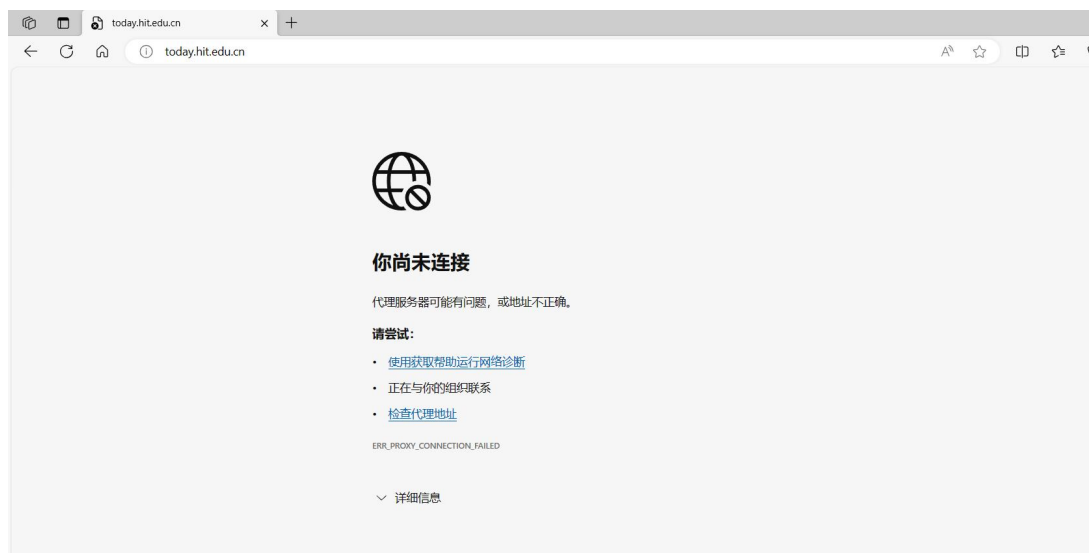 today.hit.edu.cn
today.hit.edu.cn
你尚未连接
代理服务器可能有问题，或地址不正确。
请尝试：
• 使用获取帮助运行网络诊断
• 正在与你的组织联系
• 检查代理地址
ERR_PROXY_CONNECTION_FAILED
详细信息